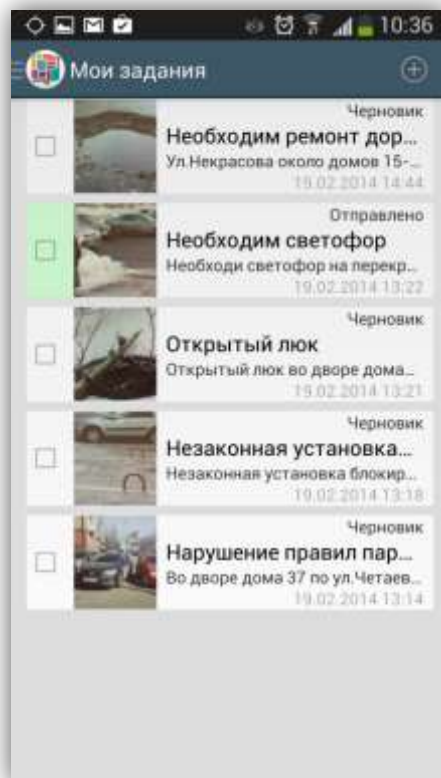 10:36
Мои задания
Черновик
Необходим ремонт дор...
Ул.Некрасова около домов 15-...
19.02.2014 14:44
Отправлено
Необходим светофор
Необходи светофор на перекр...
19.02.2014 13:22
Черновик
Открытый люк
Открытый люк во дворе дома...
19.02.2014 13:21
Черновик
Незаконная установка...
Незаконная установка блокир...
19.02.2014 13:18
Черновик
Нарушение правил пар...
Во дворе дома 37 по ул.Четаев...
19.02.2014 13:14